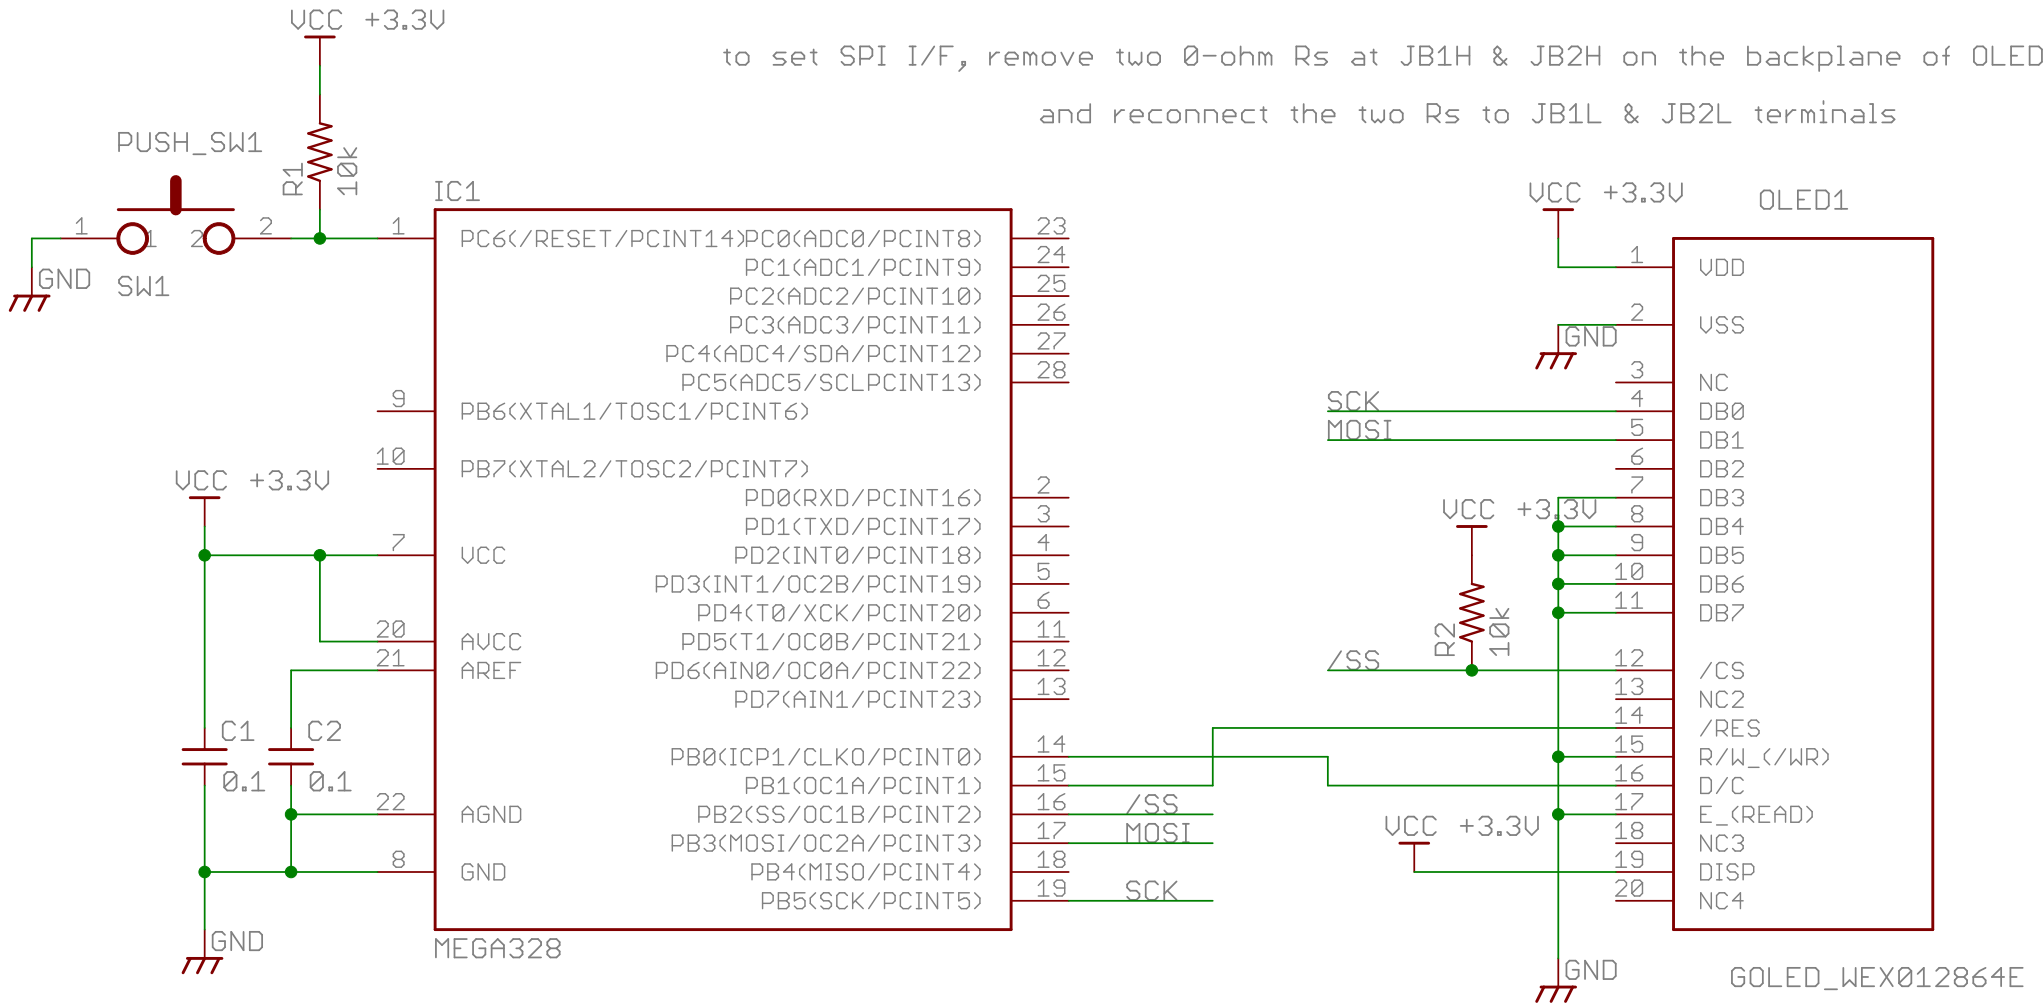 VCC +3.3V
to set SPI I/F, remove two 0-ohm Rs at JB1H & JB2H on the backplane of OLED
and reconnect the two Rs to JB1L & JB2L terminals
PUSH_SW1
R1
10k
1
1
2
2
SW1
GND
IC1
1
PC6(/RESET/PCINT14)
9
PB6(XTAL1/TOSC1/PCINT6)
10
PB7(XTAL2/TOSC2/PCINT7)
VCC +3.3V
7
VCC
20
AVCC
21
AREF
C1
0.1
C2
0.1
22
AGND
8
GND
GND
MEGA328
PC0(ADC0/PCINT8)
23
PC1(ADC1/PCINT9)
24
PC2(ADC2/PCINT10)
25
PC3(ADC3/PCINT11)
26
PC4(ADC4/SDA/PCINT12)
27
PC5(ADC5/SCLPCINT13)
28
PD0(RXD/PCINT16)
2
PD1(TXD/PCINT17)
3
PD2(INT0/PCINT18)
4
PD3(INT1/OC2B/PCINT19)
5
PD4(T0/XCK/PCINT20)
6
PD5(T1/OC0B/PCINT21)
11
PD6(AIN0/OC0A/PCINT22)
12
PD7(AIN1/PCINT23)
13
PB0(ICP1/CLKO/PCINT0)
14
PB1(OC1A/PCINT1)
15
PB2(SS/OC1B/PCINT2)
16
/SS
PB3(MOSI/OC2A/PCINT3)
17
MOSI
PB4(MISO/PCINT4)
18
PB5(SCK/PCINT5)
19
SCK
VCC +3.3V
OLED1
1
VDD
2
VSS
GND
3
NC
SCK
4
DB0
MOSI
5
DB1
6
DB2
7
DB3
VCC +3.3V
8
DB4
9
DB5
10
DB6
11
DB7
R2
10k
/SS
12
/CS
13
NC2
14
/RES
15
R/W_(/WR)
16
D/C
17
E_(READ)
VCC +3.3V
18
NC3
19
DISP
20
NC4
GND
GOLED_WEX012864E